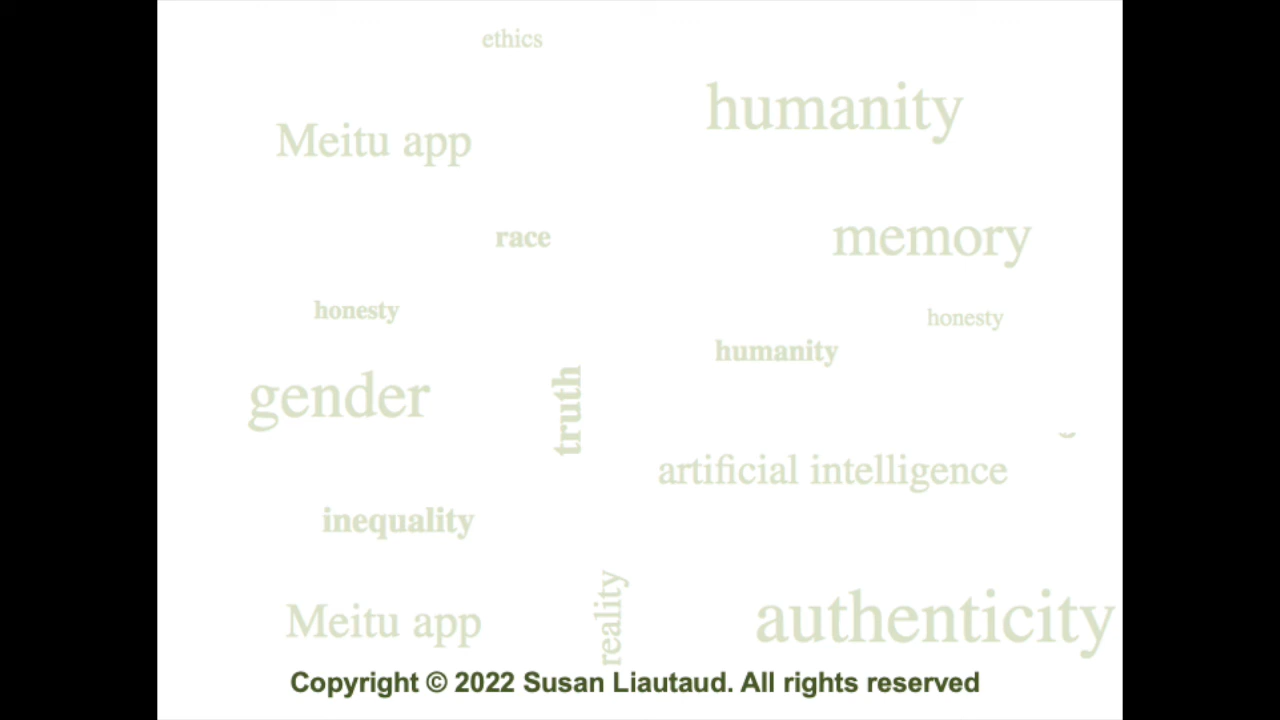 ethics
humanity
Meitu app
race
memory
honesty
honesty
humanity
gender
truth
artificial intelligence
inequality
reality
Meitu app
authenticity
Copyright © 2022 Susan Liautaud. All rights reserved